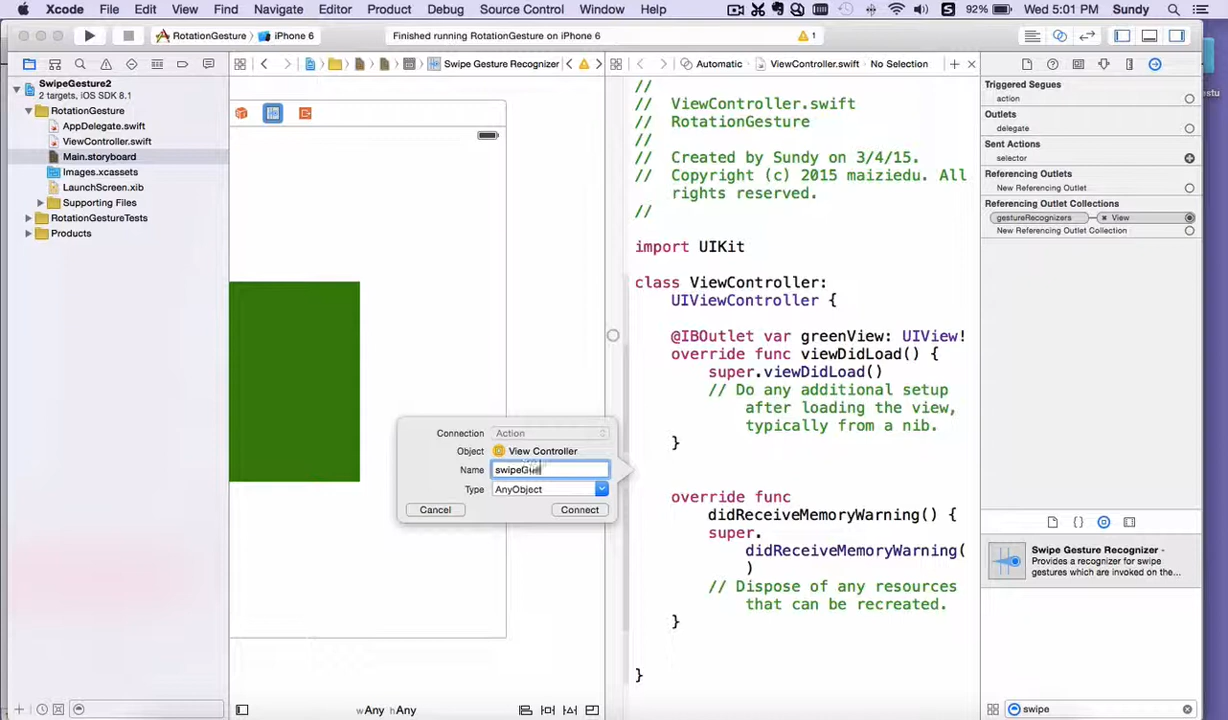 Xcode File Edit View Find Navigate Editor Product Debug Source Control Window Help 92% Wed 5:01 PM Sundy
RotationGesture iPhone 6
Finished running RotationGesture on iPhone 6
1
Swipe Gesture Recognizer
Automatic ViewController.swift No Selection
SwipeGesture2
2 targets, iOS SDK 8.1
RotationGesture
AppDelegate.swift
ViewController.swift
Main.storyboard
Images.xcassets
LaunchScreen.xib
Supporting Files
RotationGestureTests
Products
Connection Action
Object View Controller
Name
Type AnyObject
Cancel Connect
wAny hAny
//
// ViewController.swift
// RotationGesture
//
// Created by Sundy on 3/4/15.
// Copyright (c) 2015 maiziedu. All
rights reserved.
//
import UIKit
class ViewController:
UIViewController {
@IBOutlet var greenView: UIView!
override func viewDidLoad() {
super.viewDidLoad()
// Do any additional setup
after loading the view,
typically from a nib.
}
override func
didReceiveMemoryWarning() {
super.
didReceiveMemoryWarning(
)
// Dispose of any resources
that can be recreated.
}
}
Triggered Segues
action
Outlets
delegate
Sent Actions
selector
Referencing Outlets
New Referencing Outlet
Referencing Outlet Collections
gestureRecognizers View
New Referencing Outlet Collection
Swipe Gesture Recognizer -
Provides a recognizer for swipe
gestures which are invoked on the...
swipe